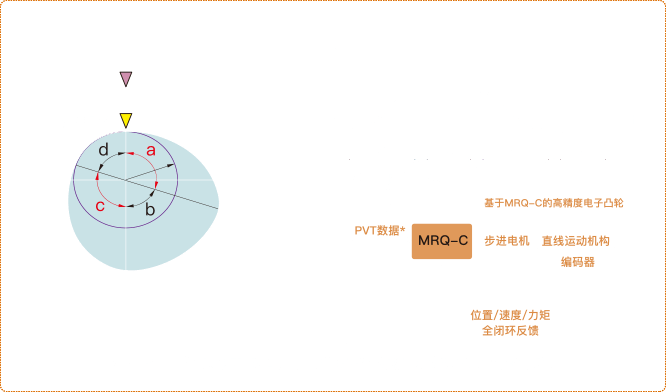 d a
c b
基于MRQ-C的高精度电子凸轮
PVT数据* MRQ-C 步进电机 直线运动机构
编码器
位置/速度/力矩
全闭环反馈